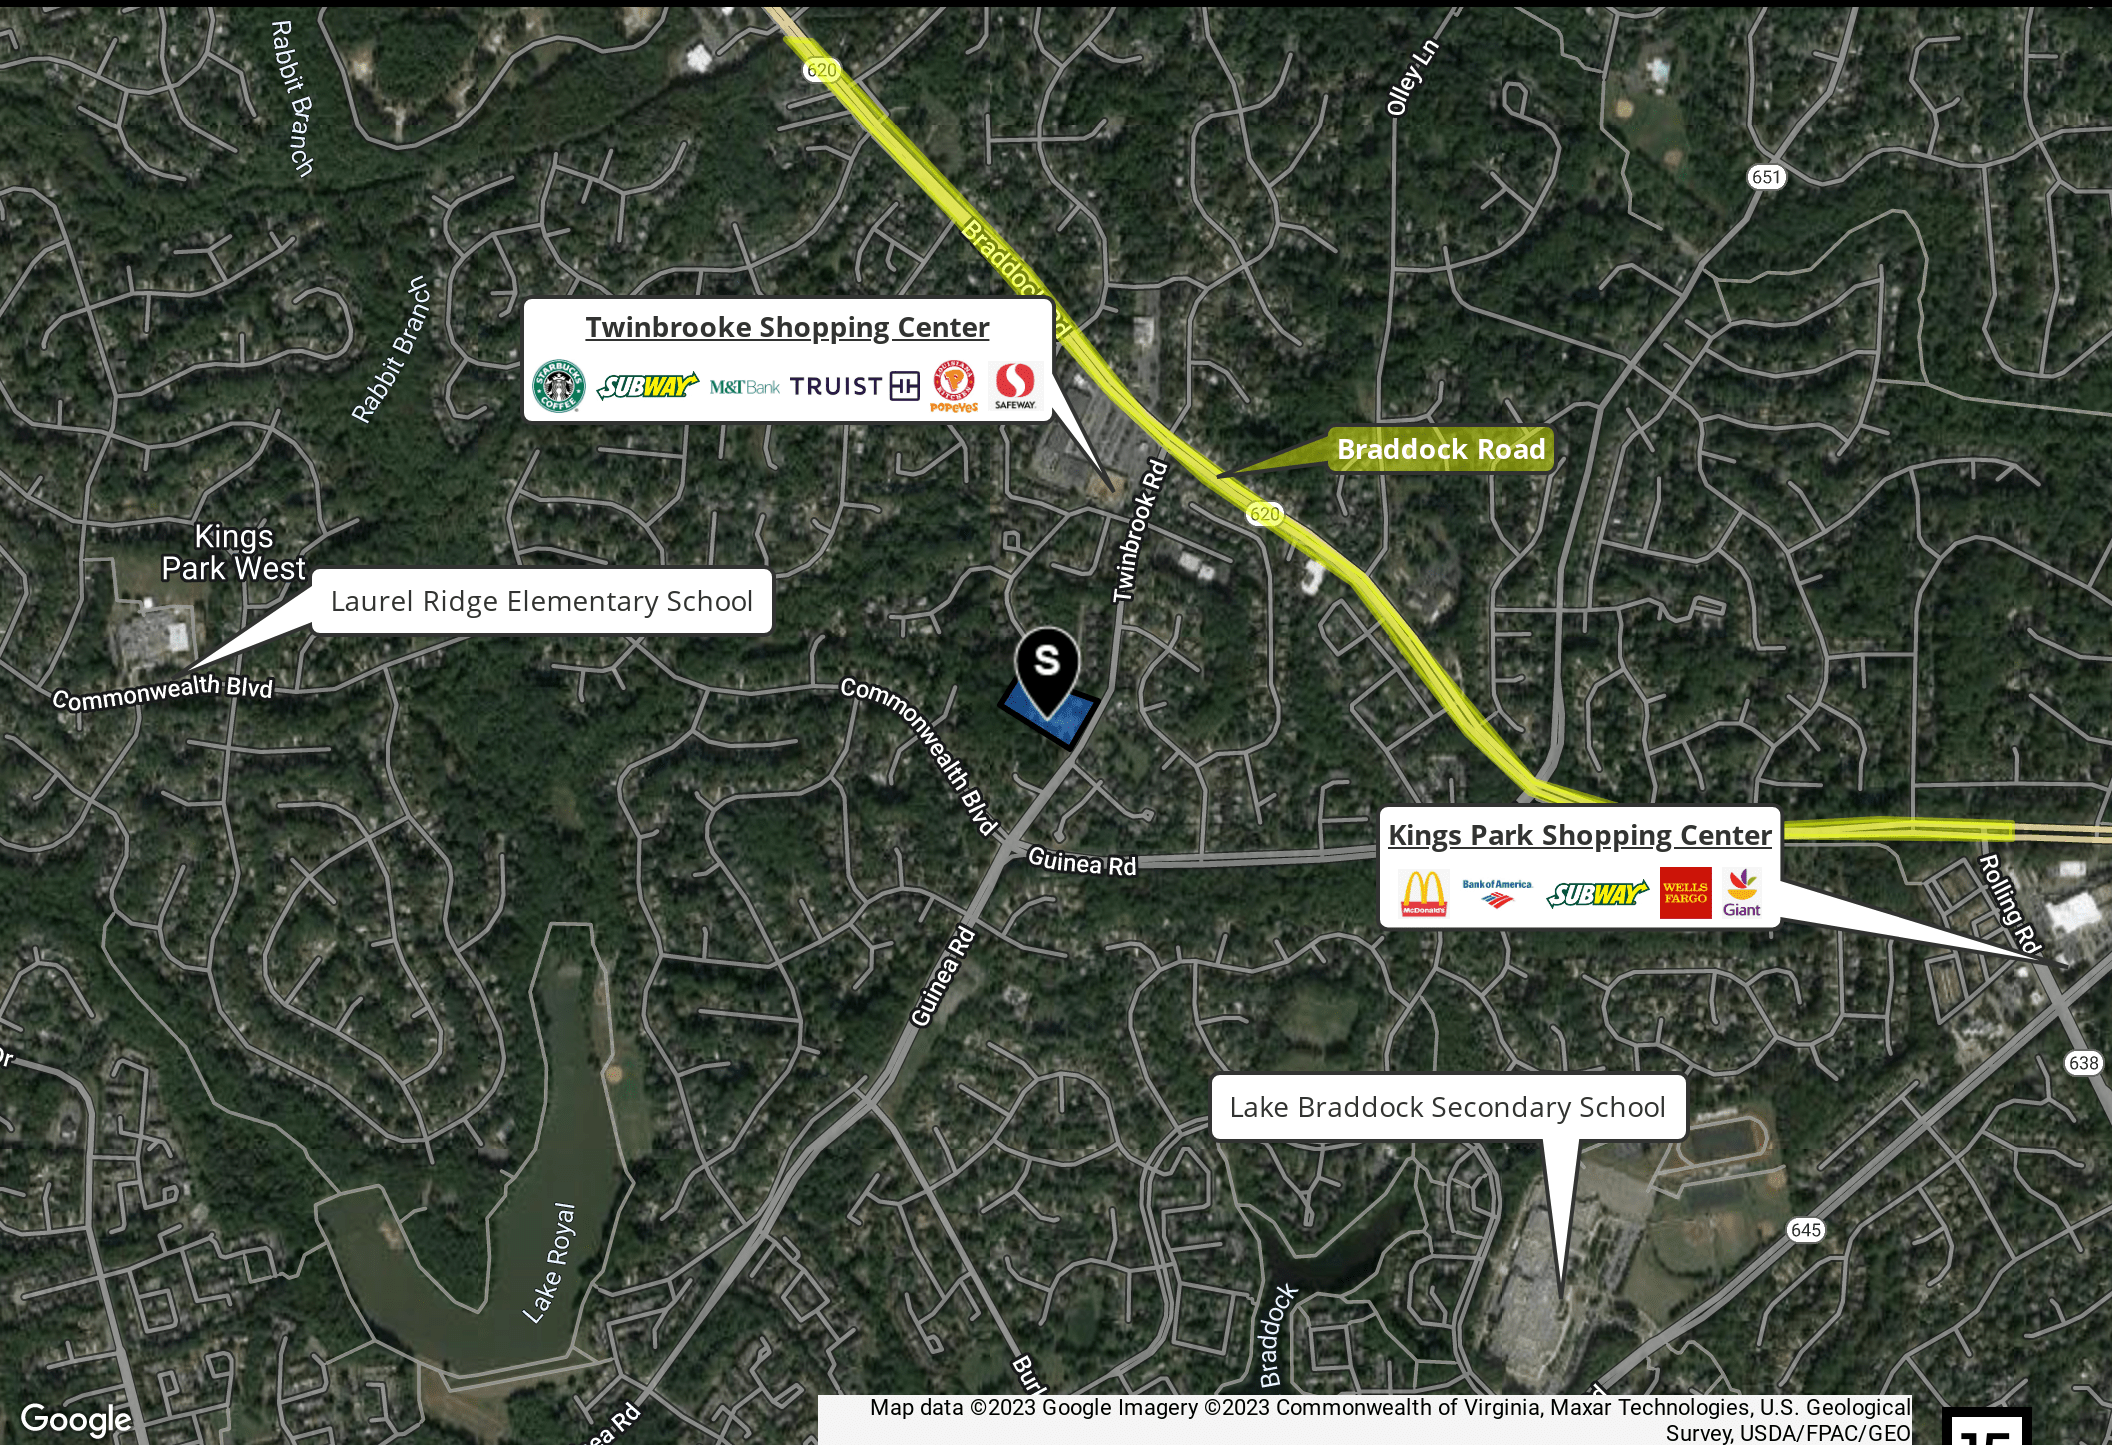 Rabbit Branch
620
Olley Ln
651
Braddock Rd
Rabbit Branch
Twinbrooke Shopping Center
STARBUCKS COFFEE
SUBWAY
M&T Bank
TRUIST
LOUISIANA KITCHEN
POPEYES
SAFEWAY
Braddock Road
620
Twinbrook Rd
Kings
Park West
Laurel Ridge Elementary School
S
Commonwealth Blvd
Commonwealth Blvd
Guinea Rd
Kings Park Shopping Center
McDonald's
Bank of America
SUBWAY
WELLS
FARGO
Giant
Rolling Rd
Guinea Rd
638
Lake Braddock Secondary School
645
Lake Royal
Braddock
Google
Map data ©2023 Google Imagery ©2023 Commonwealth of Virginia, Maxar Technologies, U.S. Geological
Survey, USDA/FPAC/GEO